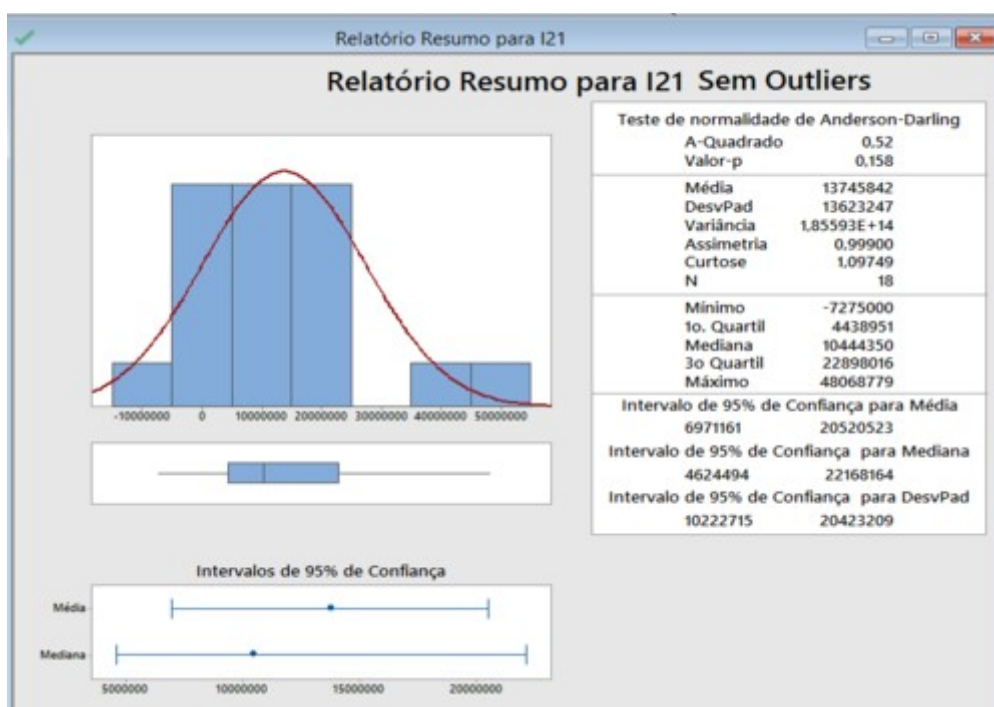 Relatório Resumo para I21
Relatório Resumo para I21 Sem Outliers
Teste de normalidade de Anderson-Darling
A-Quadrado 0,52
Valor-p 0,158
Média 13745842
DesvPad 13623247
Variância 1,85593E+14
Assimetria 0,99900
Curtose 1,09749
N 18
Mínimo -7275000
1o. Quartil 4438951
Mediana 10444350
3o Quartil 22898016
Máximo 48068779
Intervalo de 95% de Confiança para Média
6971161 20520523
Intervalo de 95% de Confiança para Mediana
4624494 22168164
Intervalo de 95% de Confiança para DesvPad
10222715 20423209
-10000000 0 10000000 20000000 30000000 40000000 50000000
Intervalos de 95% de Confiança
Média
Mediana
5000000 10000000 15000000 20000000